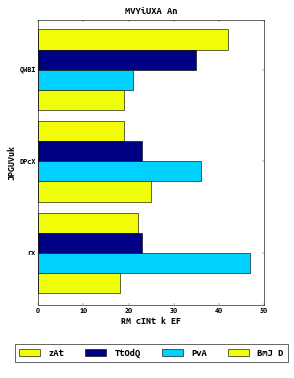 MVYiUXA An
JPGUVuk
QWBI
DPcX
rx
0 10 20 30 40 50
RM cINt k EF
zAt TtOdQ PvA BmJ D